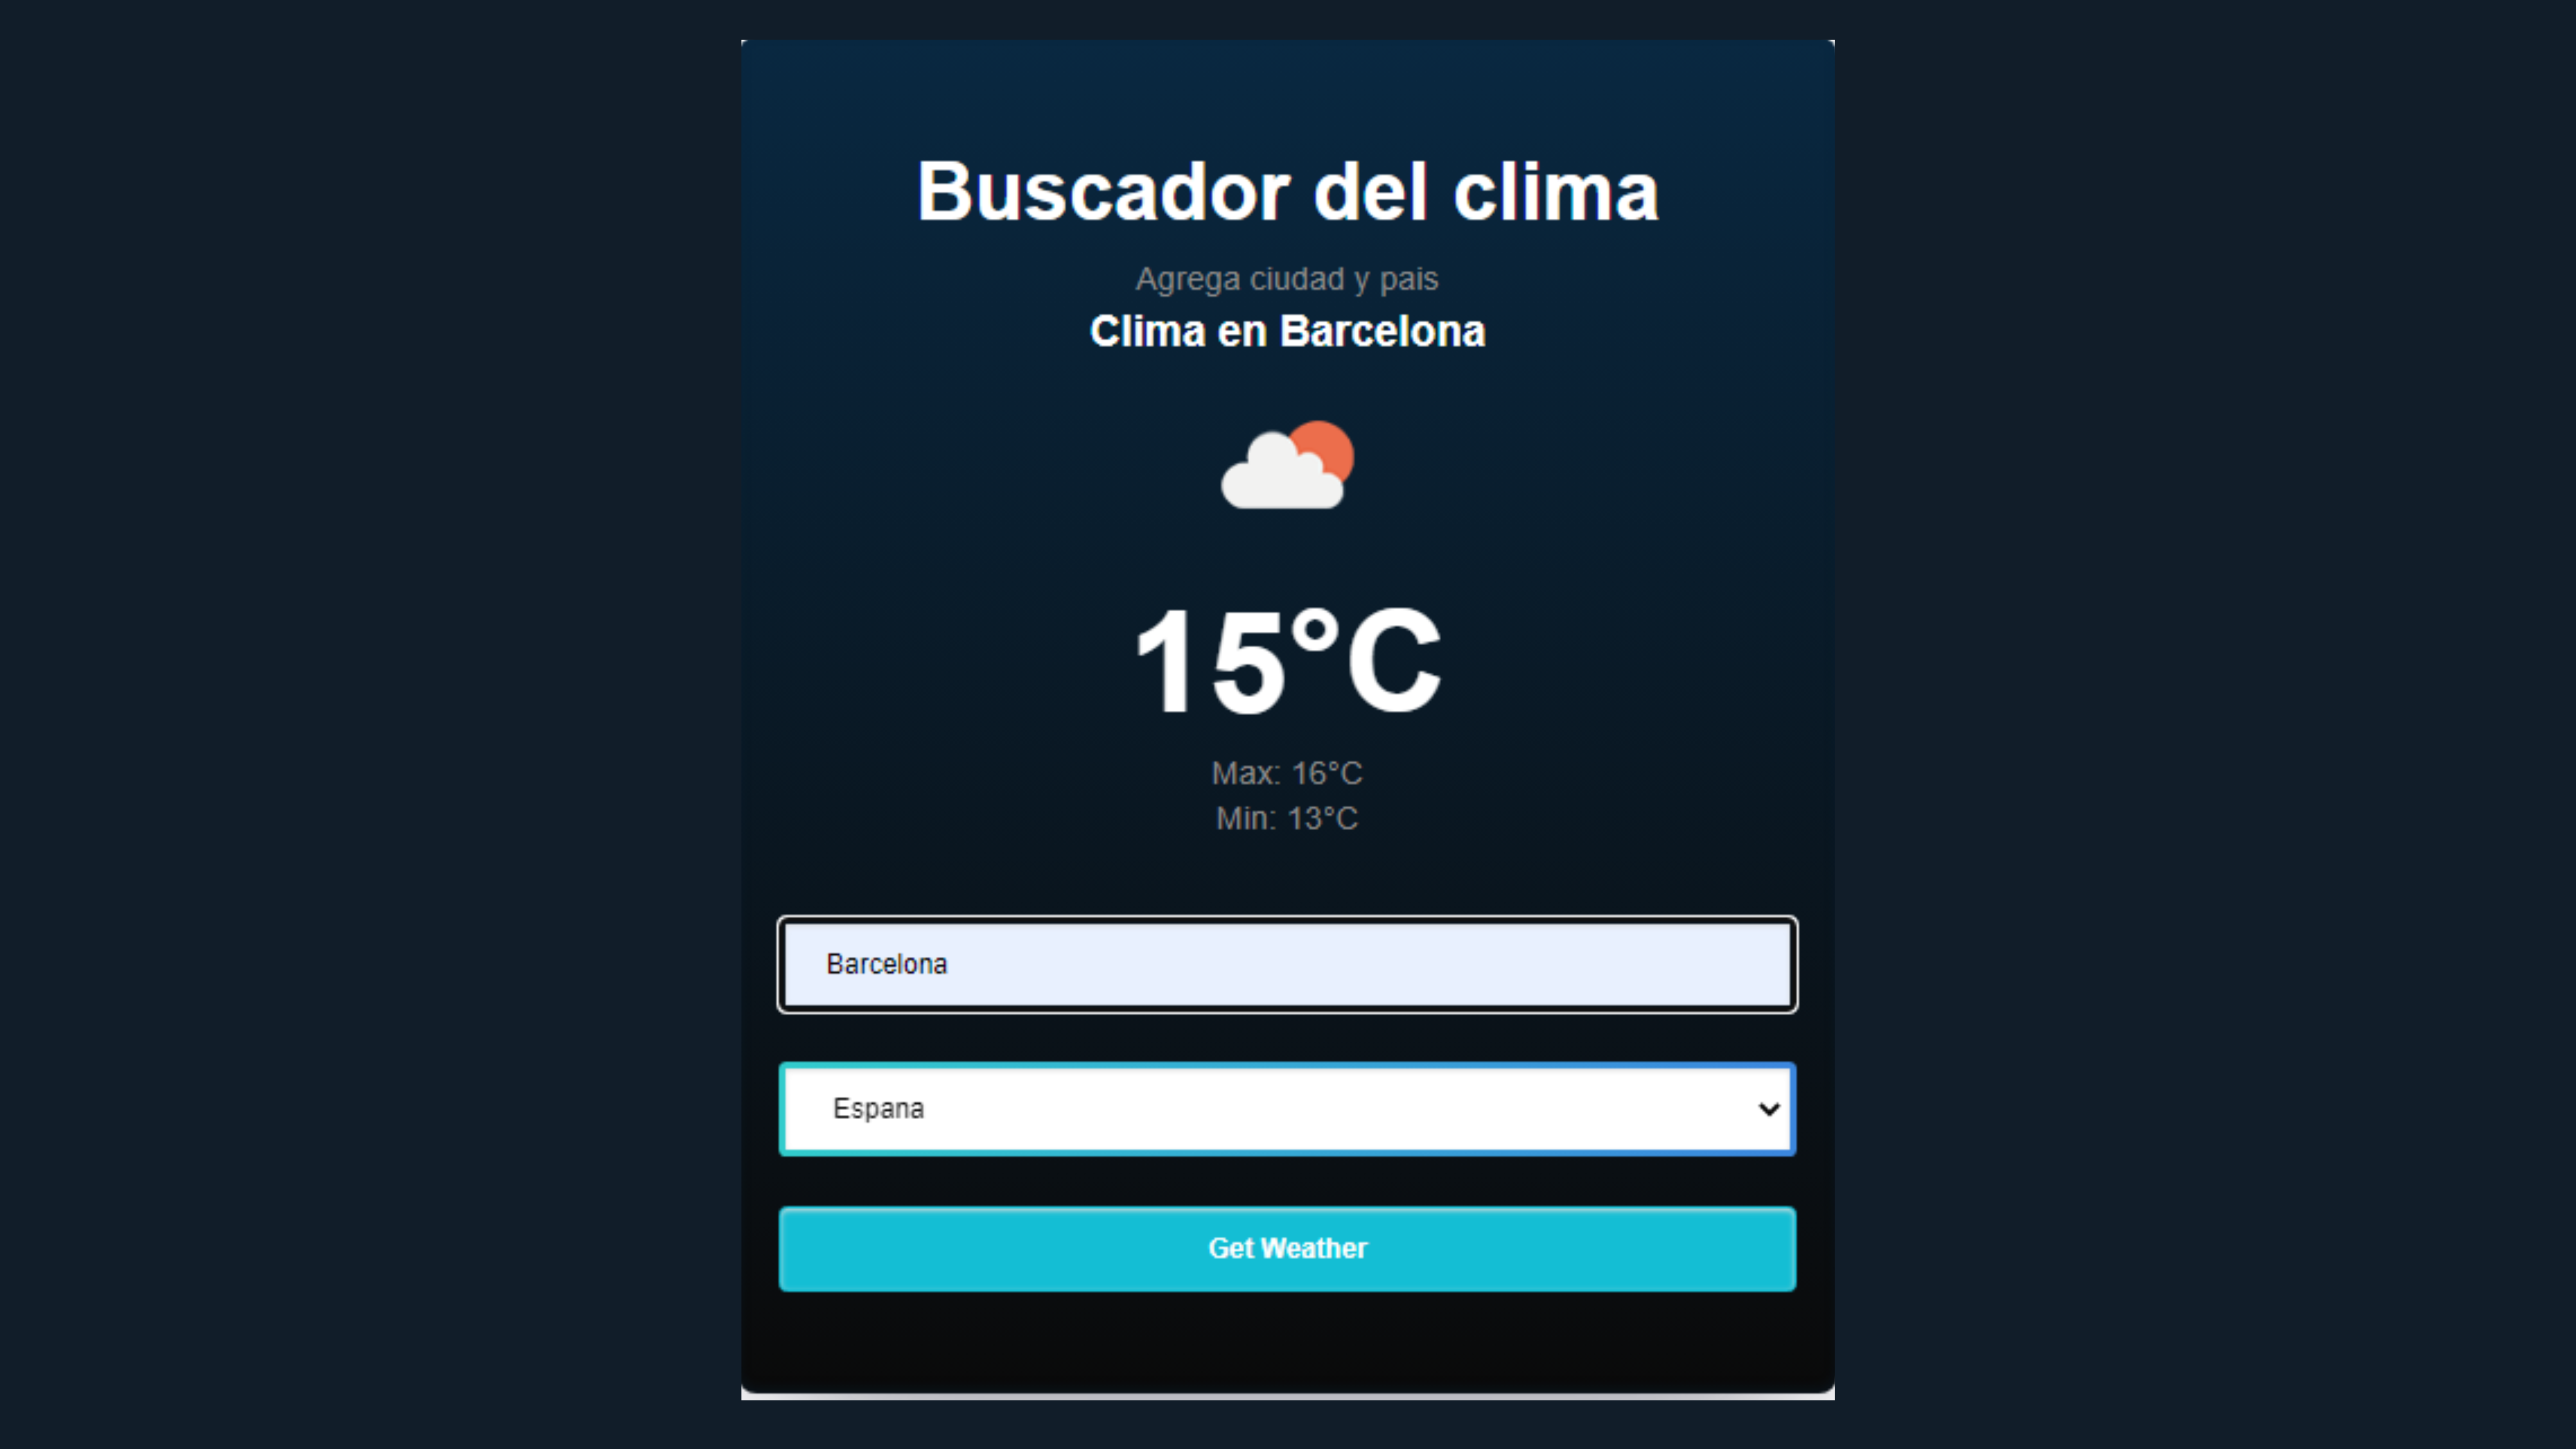 Buscador del clima
Agrega ciudad y pais
Clima en Barcelona
15°C
Max: 16°C
Min: 13°C
Barcelona
Espana
Get Weather